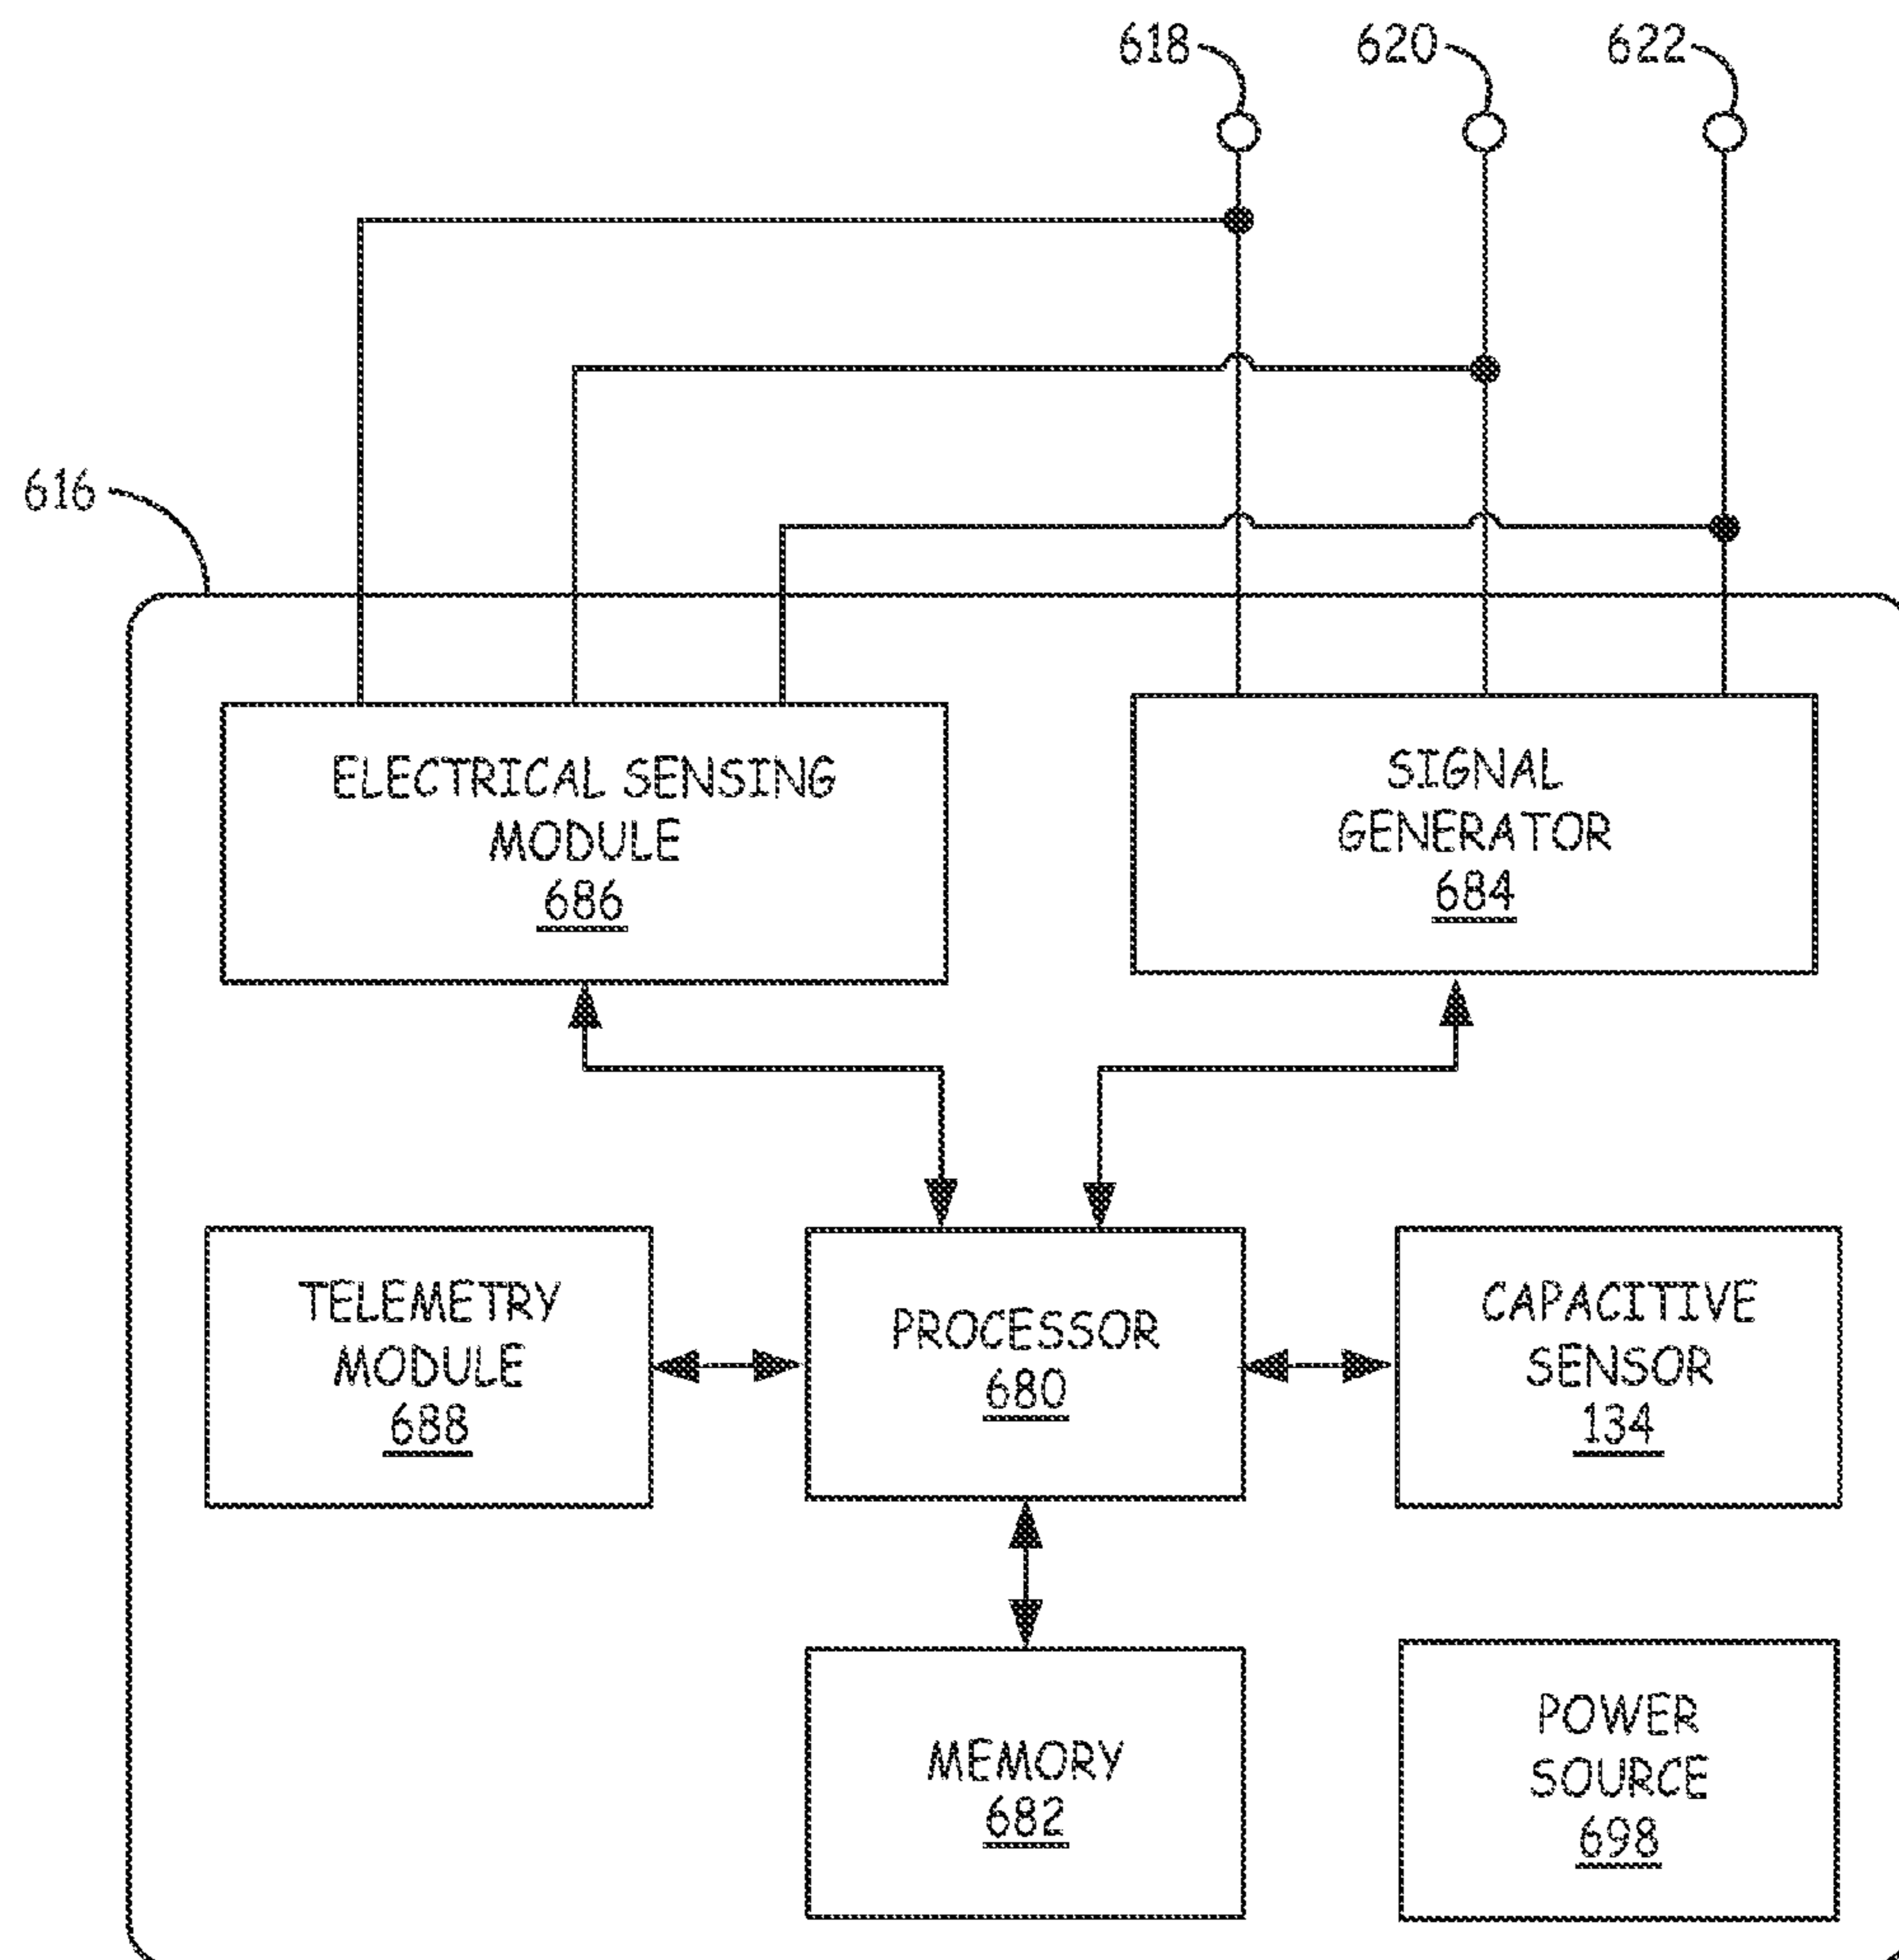 618
620
622
616
ELECTRICAL SENSING
MODULE
686
SIGNAL
GENERATOR
684
TELEMETRY
MODULE
688
PROCESSOR
680
CAPACITIVE
SENSOR
134
MEMORY
682
POWER
SOURCE
698